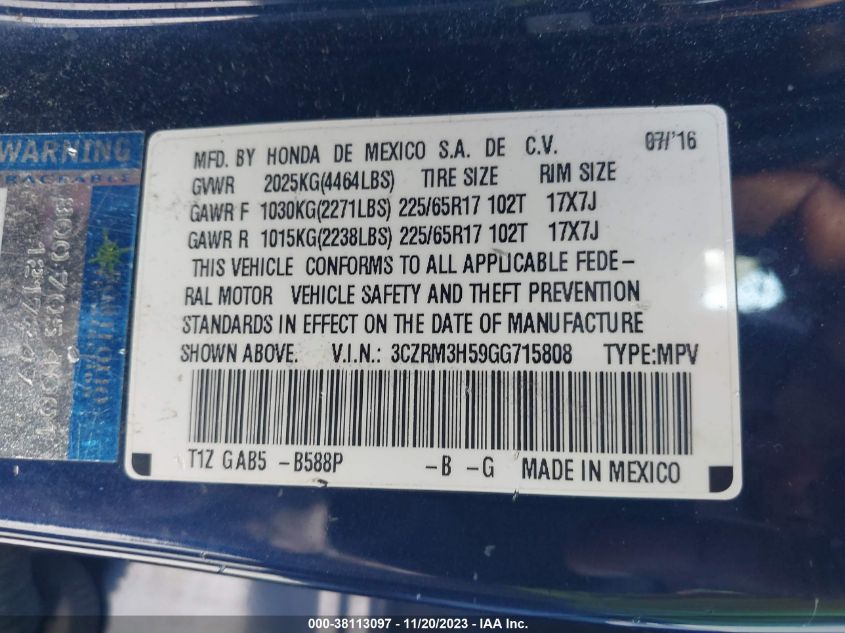 WARNING
MFD. BY HONDA DE MEXICO S.A. DE C.V. 07/'16
GVWR 2025KG(4464LBS) TIRE SIZE RIM SIZE
GAWR F 1030KG(2271LBS) 225/65R17 102T 17X7J
GAWR R 1015KG(2238LBS) 225/65R17 102T 17X7J
THIS VEHICLE CONFORMS TO ALL APPLICABLE FEDE-
RAL MOTOR VEHICLE SAFETY AND THEFT PREVENTION
STANDARDS IN EFFECT ON THE DATE OF MANUFACTURE
SHOWN ABOVE. V.I.N.: 3CZRM3H59GG715808 TYPE:MPV
T1Z GAB5 -B588P -B -G MADE IN MEXICO
000-38113097 - 11/20/2023 - IAA Inc.